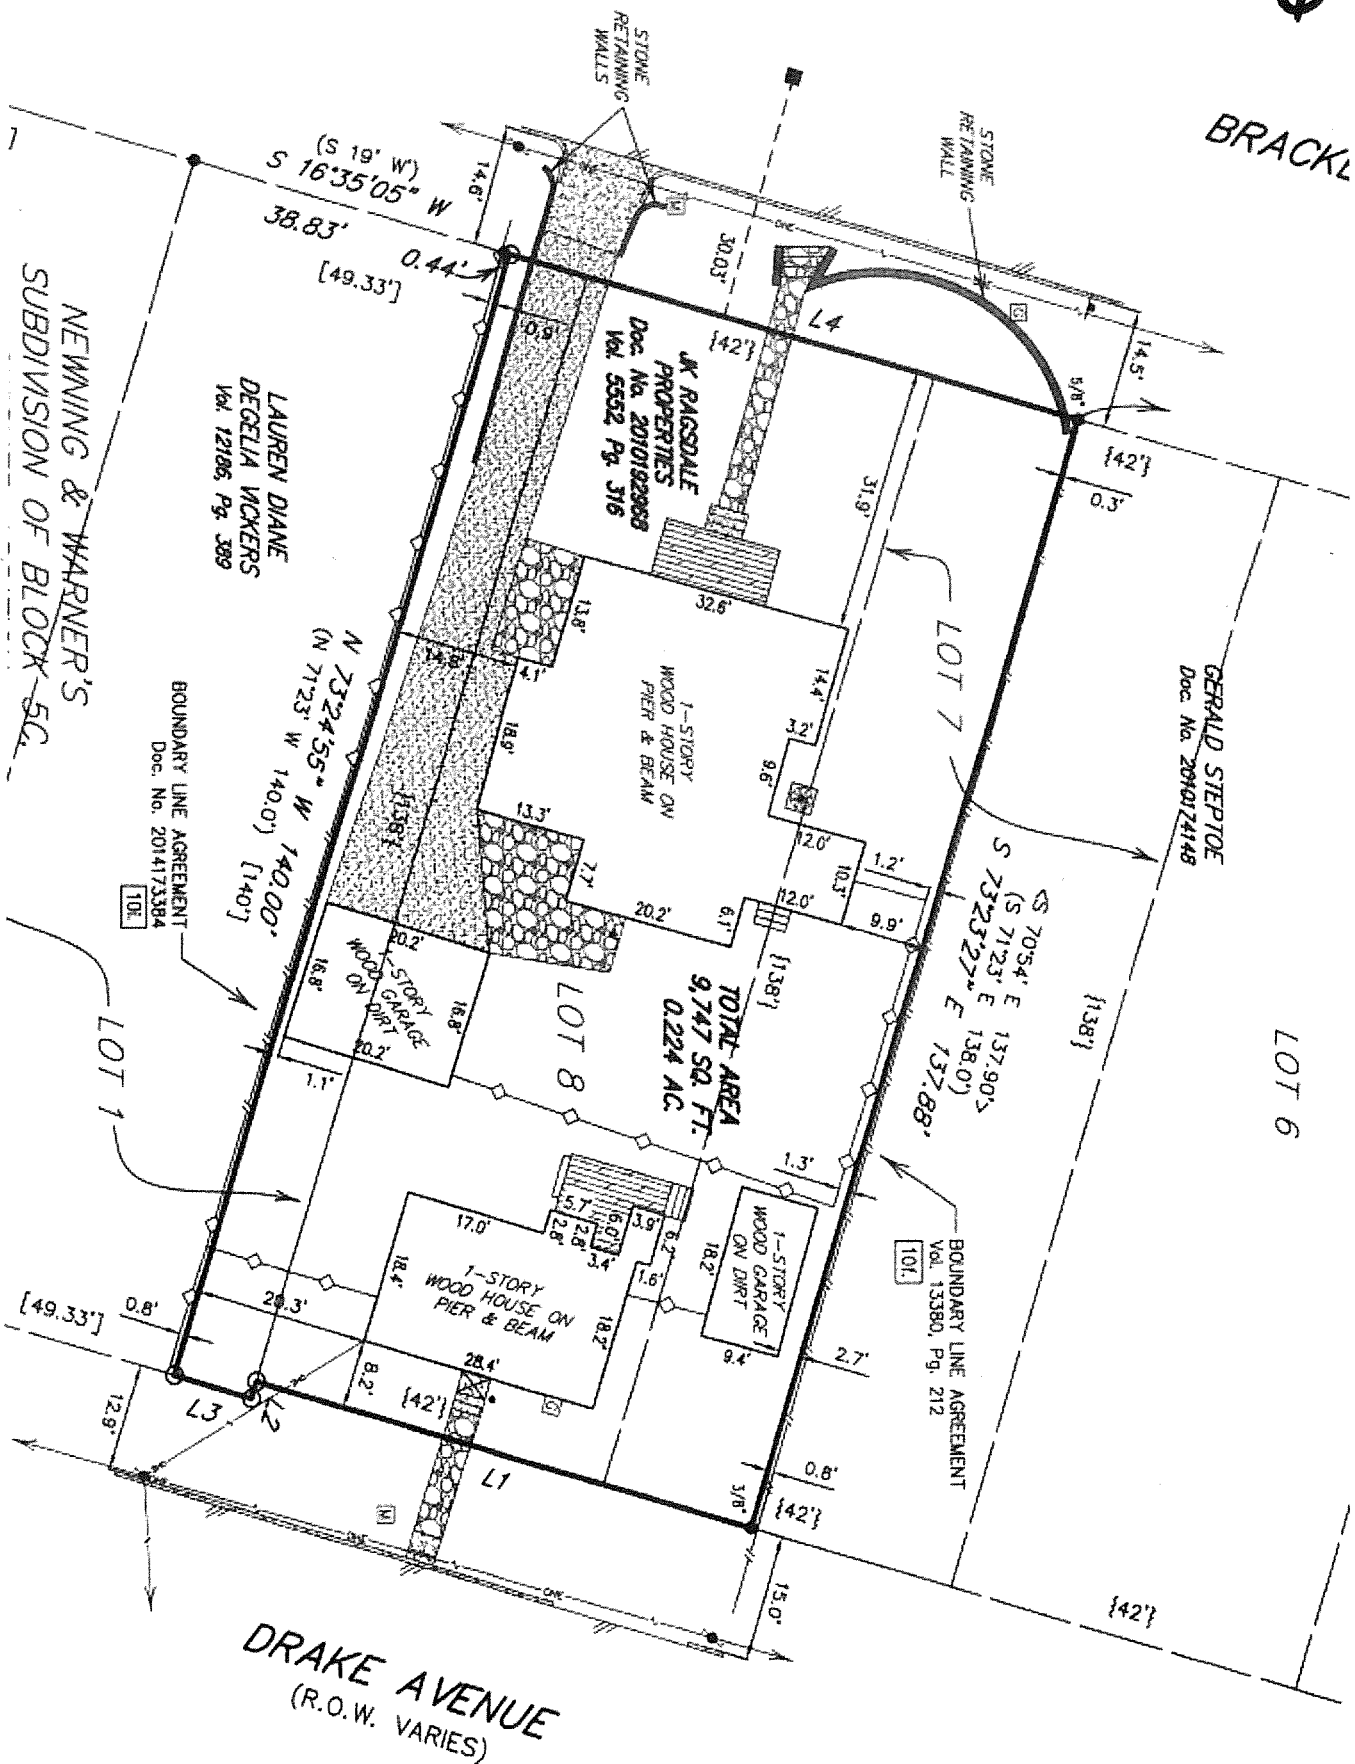 BRACKE
STONE
RETAINING
WALLS
STONE
RETAINING
WALL
(S 19° W)
S 16°35'05" W
38.83'
0.44'
[49.33']
14.6'
30.03'
14.5'
5/8"
L4
{42'}
{42'}
0.3'
0.9'
JK RAGSDALE
PROPERTIES
Doc. No. 2010192968
Vol. 5552, Pg. 316
31.9'
LOT 7
GERALD STEPTOE
Doc. No. 2010174148
LOT 6
NEWNING & WARNER'S
SUBDIVISION OF BLOCK 5C,
LAUREN DIANE
DEGELIA VICKERS
Vol. 12186, Pg. 389
32.6'
13.8'
4.1'
18.9'
14.4'
3.2'
9.6'
12.0'
10.3'
1.2'
12.0'
9.9'
6.1'
20.2'
7.7'
13.3'
1-STORY
WOOD HOUSE ON
PIER & BEAM
N 73°24'55" W 140.00'
(N 71°23' W 140.0') [140']
{138'}
<S 70°54' E 137.90'>
(S 71°23' E 138.0')
S 73°23'27" E 137.88'
{138'}
{138'}
BOUNDARY LINE AGREEMENT
Doc. No. 2014173384
10k.
20.2'
16.8'
16.8'
20.2'
1-STORY
WOOD GARAGE
ON DIRT
1.1'
LOT 8
TOTAL AREA
9,747 SQ. FT.
0.224 AC.
LOT 1
1.3'
BOUNDARY LINE AGREEMENT
Vol. 13380, Pg. 212
10f.
1-STORY
WOOD GARAGE
ON DIRT
18.2'
9.4'
2.7'
17.0'
5.7'
2.8'
2.8'
6.0'
3.4'
3.9'
6.2'
1.6'
18.4'
18.2'
28.4'
1-STORY
WOOD HOUSE ON
PIER & BEAM
20.3'
8.2'
{42'}
G
G
M
M
[49.33']
0.8'
12.9'
L3
L2
L1
3/8"
0.8'
{42'}
15.0'
{42'}
DRAKE AVENUE
(R.O.W. VARIES)